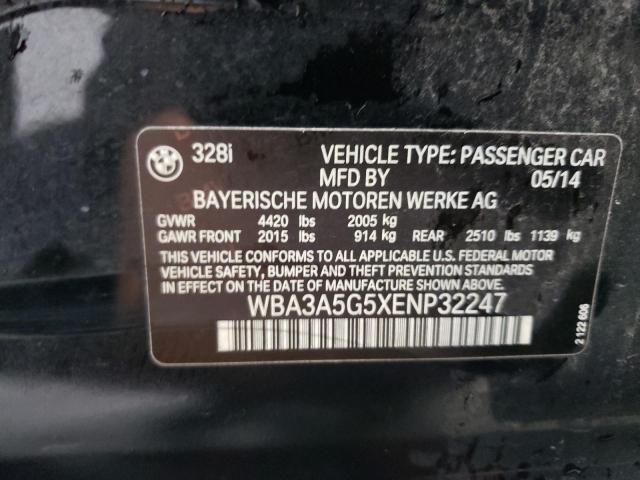 328i VEHICLE TYPE: PASSENGER CAR
MFD BY 05/14
BAYERISCHE MOTOREN WERKE AG
GVWR 4420 lbs 2005 kg
GAWR FRONT 2015 lbs 914 kg REAR 2510 lbs 1139 kg
THIS VEHICLE CONFORMS TO ALL APPLICABLE U.S. FEDERAL MOTOR
VEHICLE SAFETY, BUMPER AND THEFT PREVENTION STANDARDS
IN EFFECT ON THE DATE OF MANUFACTURE SHOWN ABOVE:
WBA3A5G5XENP32247
2 122 606